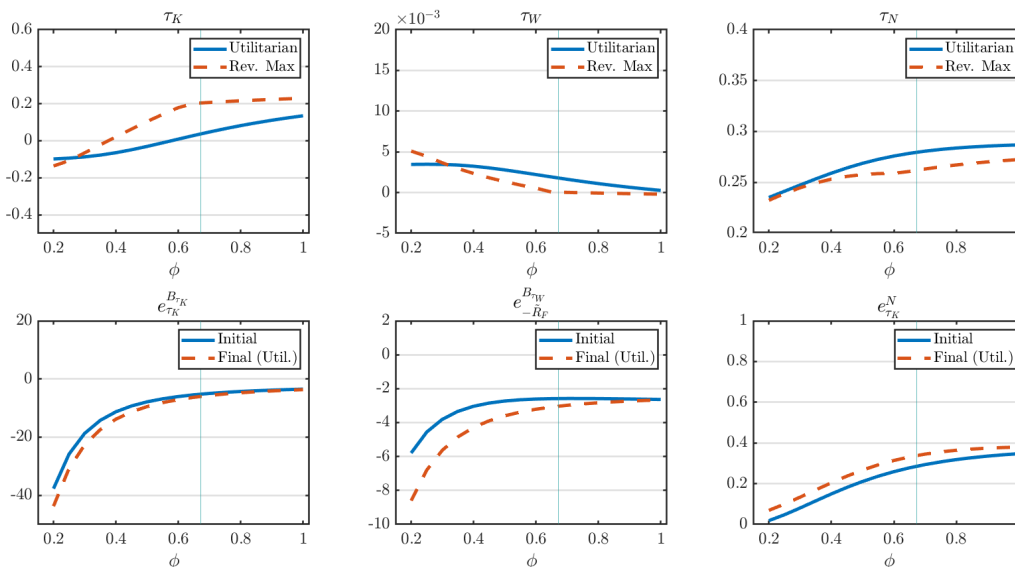 τ_K
0.6
0.4
0.2
0
-0.2
-0.4
Utilitarian
Rev. Max
0.2 0.4 0.6 0.8 1
ϕ
τ_W
×10^{-3}
20
15
10
5
0
-5
Utilitarian
Rev. Max
0.2 0.4 0.6 0.8 1
ϕ
τ_N
0.4
0.35
0.3
0.25
0.2
Utilitarian
Rev. Max
0.2 0.4 0.6 0.8
ϕ
e_{τ_K}^{B_{τ_K}}
20
0
-20
-40
Initial
Final (Util.)
0.2 0.4 0.6 0.8 1
ϕ
e_{-R̃_F}^{B_{τ_W}}
2
0
-2
-4
-6
-8
-10
Initial
Final (Util.)
0.2 0.4 0.6 0.8 1
ϕ
e_{τ_K}^{N}
1
0.8
0.6
0.4
0.2
0
Initial
Final (Util.)
0.2 0.4 0.6 0.8
ϕ